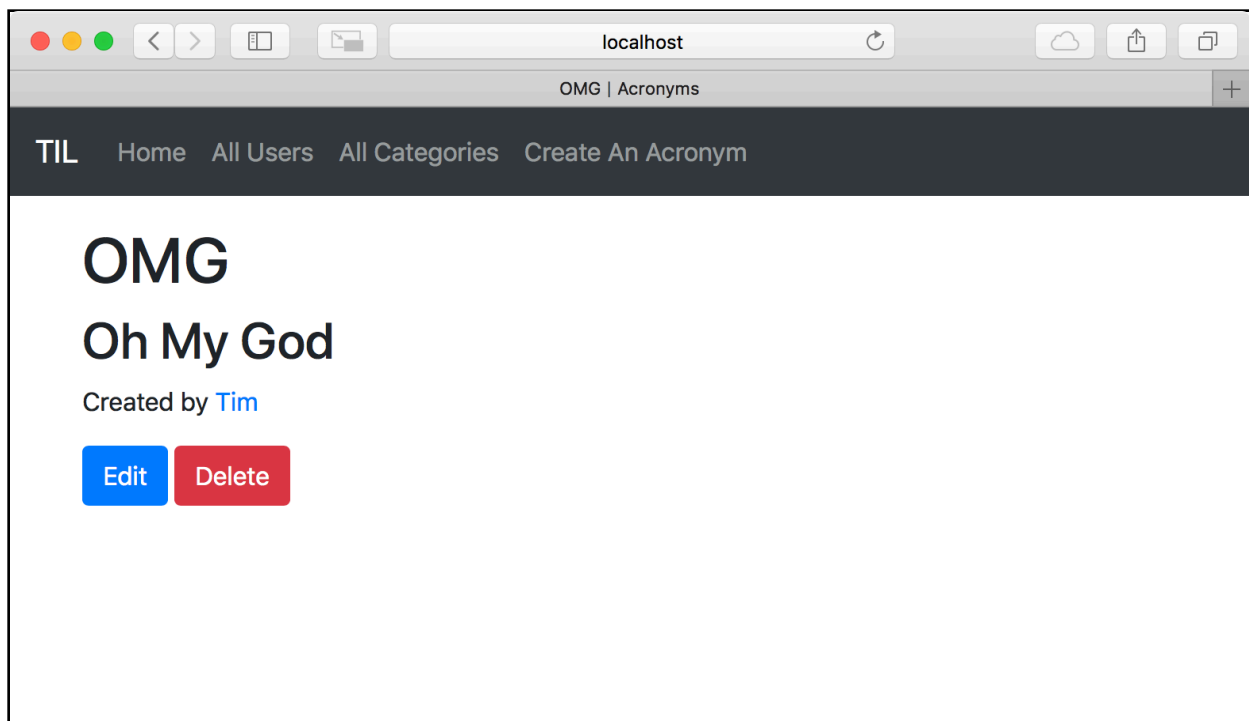 localhost
OMG | Acronyms
TIL Home All Users All Categories Create An Acronym
OMG
Oh My God
Created by Tim
Edit Delete